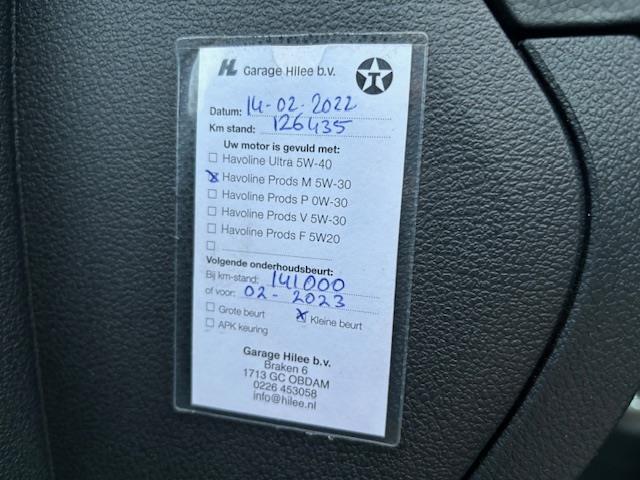 HL Garage Hilee b.v.
T
Datum: 14-02-2022
Km stand: 126435
Uw motor is gevuld met:
Havoline Ultra 5W-40
Havoline Prods M 5W-30
Havoline Prods P 0W-30
Havoline Prods V 5W-30
Havoline Prods F 5W20
Volgende onderhoudsbeurt:
Bij km-stand: 141000
of voor: 02-2023
Grote beurt Kleine beurt
APK keuring
Garage Hilee b.v.
Braken 6
1713 GC OBDAM
0226 453058
info@hilee.nl